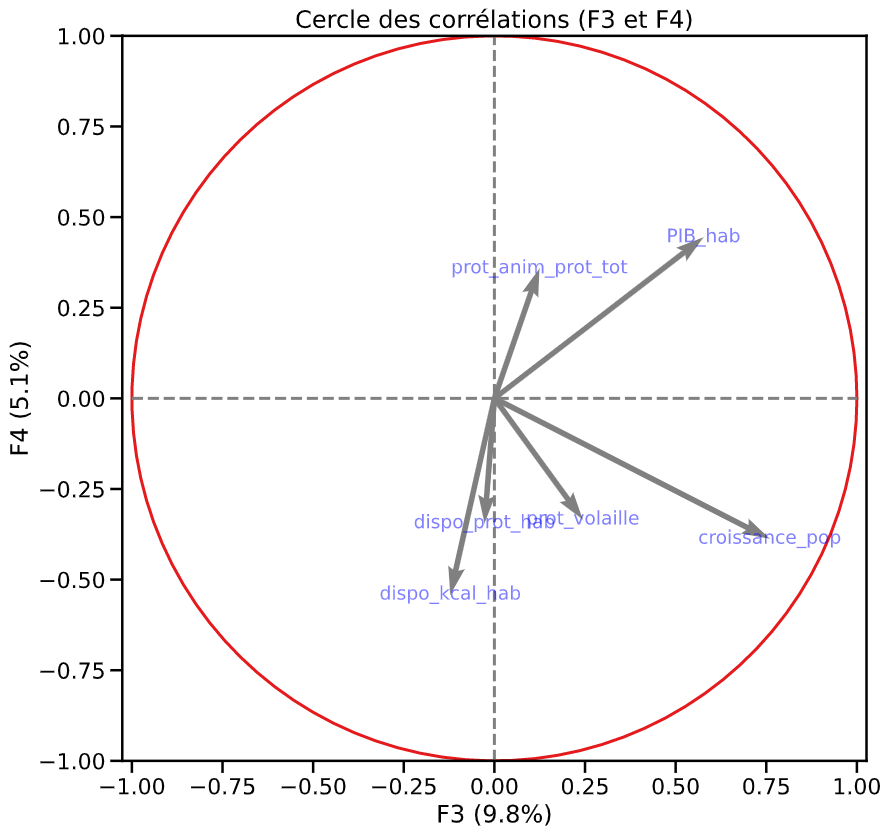 Cercle des corrélations (F3 et F4)
1.00
0.75
0.50
0.25
0.00
−0.25
−0.50
−0.75
−1.00
F4 (5.1%)
PIB_hab
prot_anim_prot_tot
dispo_prot_hab
prot_volaille
croissance_pop
dispo_kcal_hab
−1.00 −0.75 −0.50 −0.25 0.00 0.25 0.50 0.75 1.00
F3 (9.8%)